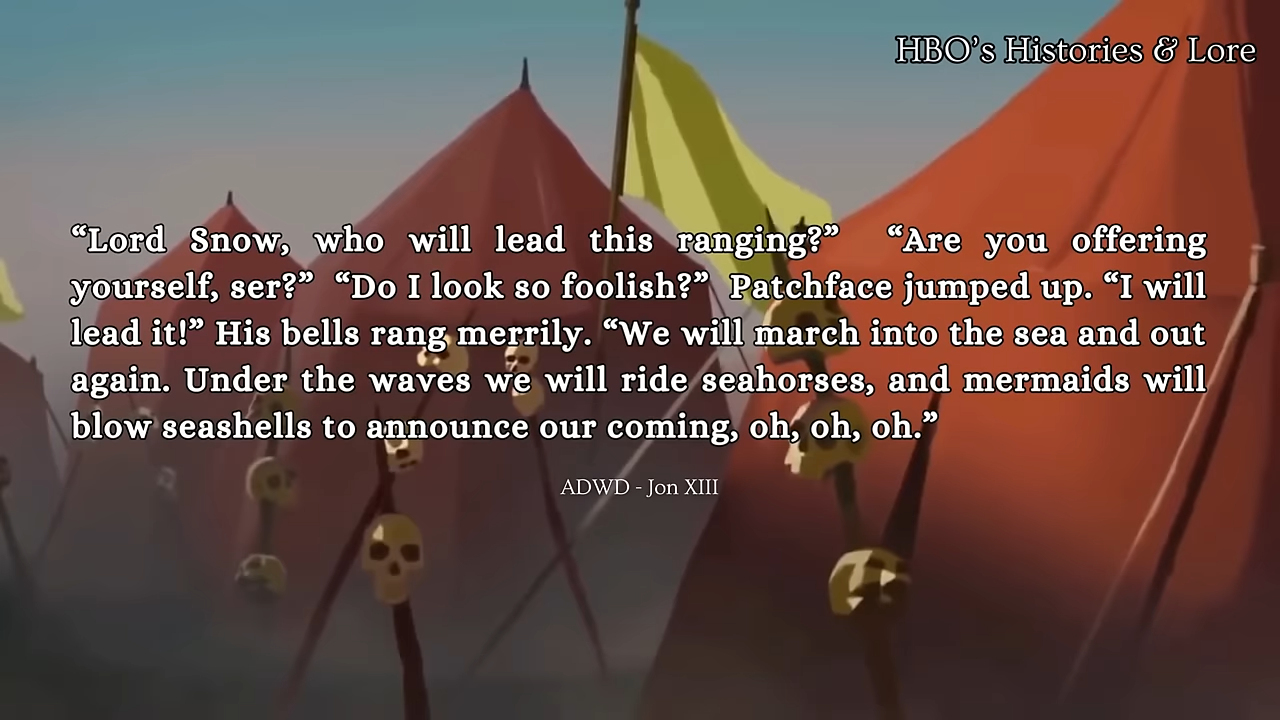 HBO’s Histories & Lore
“Lord Snow, who will lead this ranging?” “Are you offering
yourself, ser?” “Do I look so foolish?” Patchface jumped up. “I will
lead it!” His bells rang merrily. “We will march into the sea and out
again. Under the waves we will ride seahorses, and mermaids will
blow seashells to announce our coming, oh, oh, oh.”
ADWD - Jon XIII